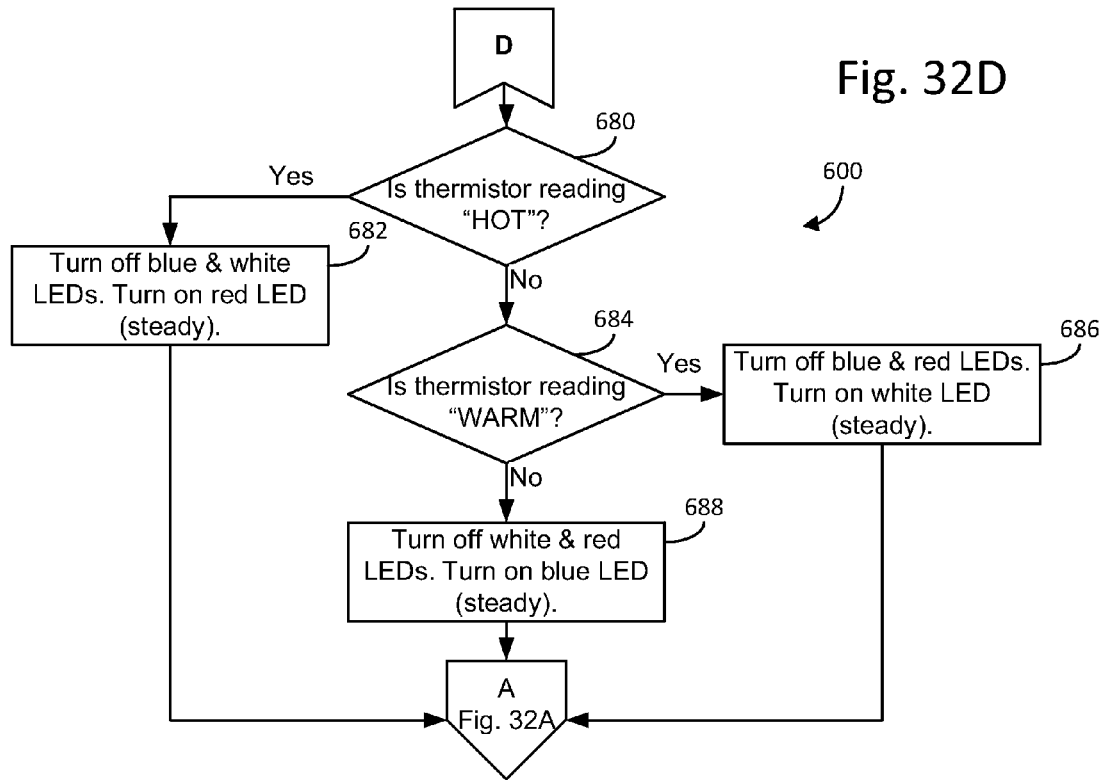 D
Fig. 32D
680
Is thermistor reading
“HOT”?
Yes
600
682
Turn off blue & white
LEDs. Turn on red LED
(steady).
No
684
Is thermistor reading
“WARM”?
Yes
686
Turn off blue & red LEDs.
Turn on white LED
(steady).
No
688
Turn off white & red
LEDs. Turn on blue LED
(steady).
A
Fig. 32A